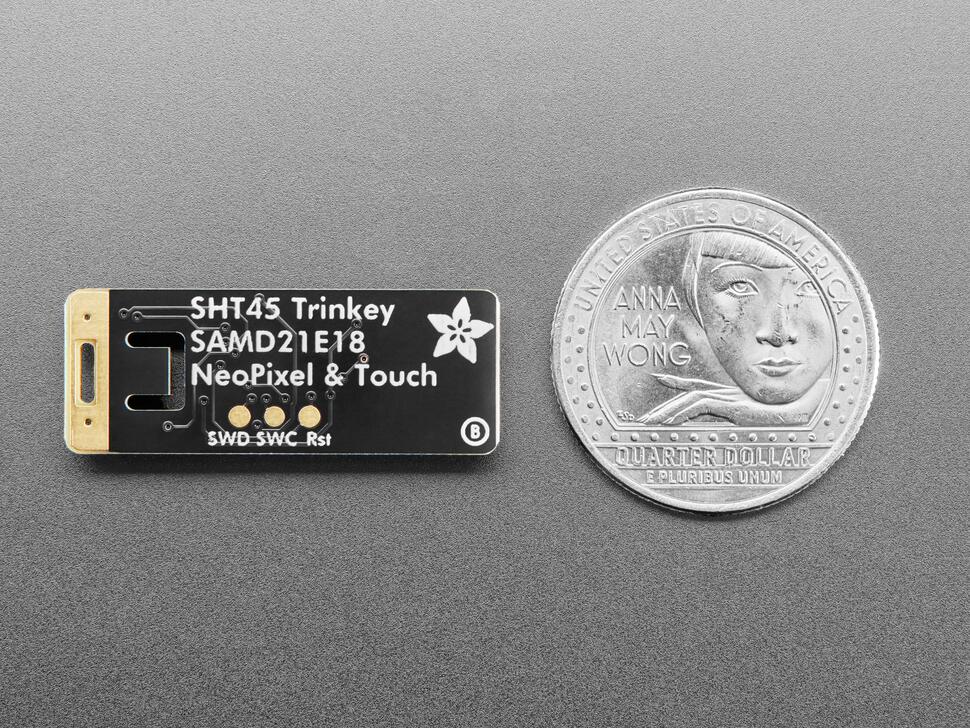 SHT45 Trinkey
SAMD21E18
NeoPixel & Touch
SWD SWC Rst
B
UNITED STATES OF AMERICA
ANNA
MAY
WONG
QUARTER DOLLAR
E PLURIBUS UNUM